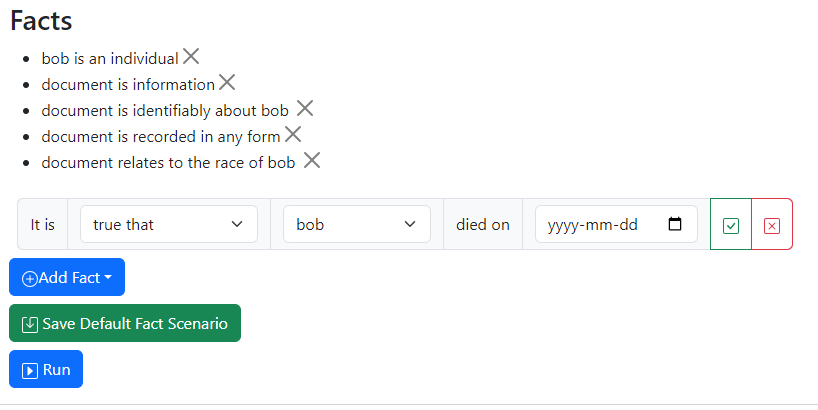 Facts
bob is an individual
document is information
document is identifiably about bob
document is recorded in any form
document relates to the race of bob
It is true that bob died on yyyy-mm-dd
Add Fact
Save Default Fact Scenario
Run